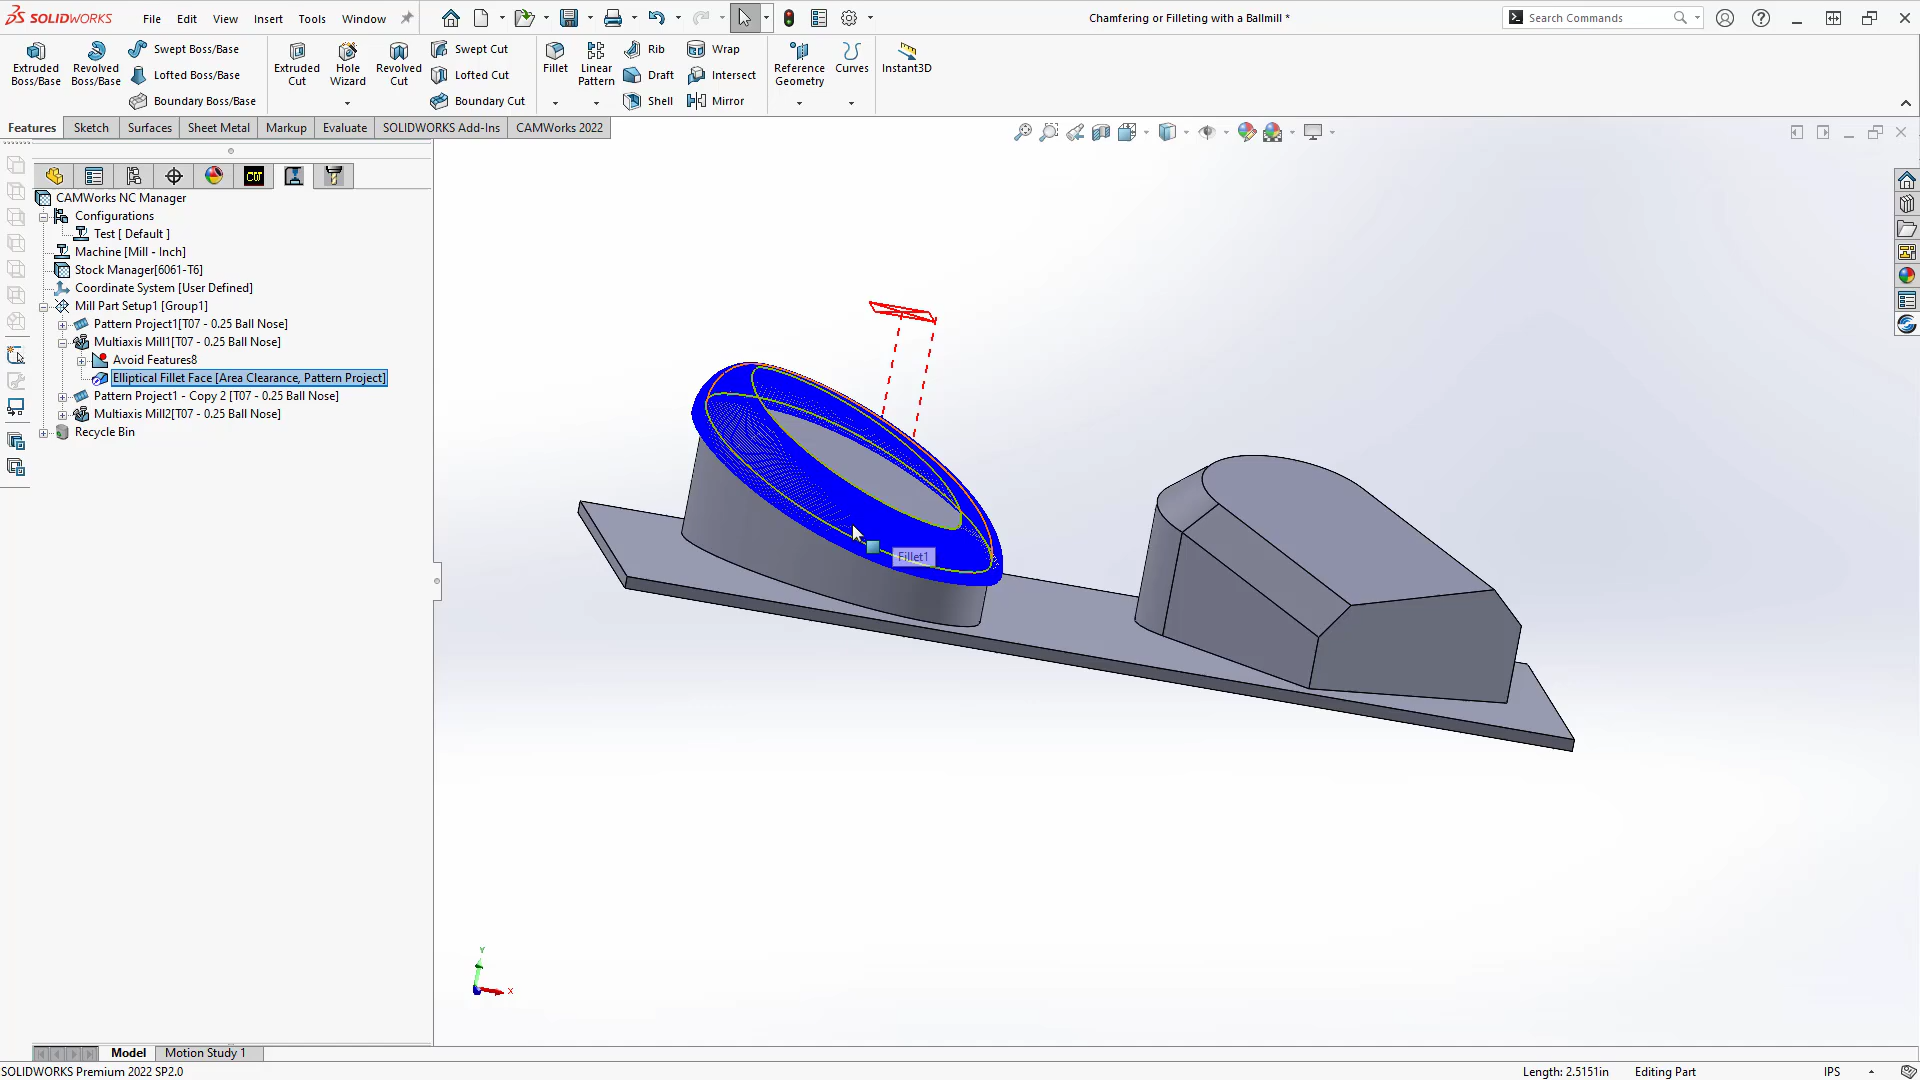 SOLIDWORKS File Edit View Insert Tools Window
Chamfering or Filleting with a Ballmill *
Search Commands
Extruded Boss/Base
Revolved Boss/Base
Swept Boss/Base
Lofted Boss/Base
Boundary Boss/Base
Extruded Cut
Hole Wizard
Revolved Cut
Swept Cut
Lofted Cut
Boundary Cut
Fillet
Linear Pattern
Rib
Draft
Shell
Wrap
Intersect
Mirror
Reference Geometry
Curves
Instant3D
Features Sketch Surfaces Sheet Metal Markup Evaluate SOLIDWORKS Add-Ins CAMWorks 2022
CW
CAMWorks NC Manager
Configurations
Test [ Default ]
Machine [Mill - Inch]
Stock Manager[6061-T6]
Coordinate System [User Defined]
Mill Part Setup1 [Group1]
Pattern Project1[T07 - 0.25 Ball Nose]
Multiaxis Mill1[T07 - 0.25 Ball Nose]
Avoid Features8
Elliptical Fillet Face [Area Clearance, Pattern Project]
Pattern Project1 - Copy 2 [T07 - 0.25 Ball Nose]
Multiaxis Mill2[T07 - 0.25 Ball Nose]
Recycle Bin
Fillet1
Y
X
Model Motion Study 1
SOLIDWORKS Premium 2022 SP2.0
Length: 2.5151in Editing Part IPS